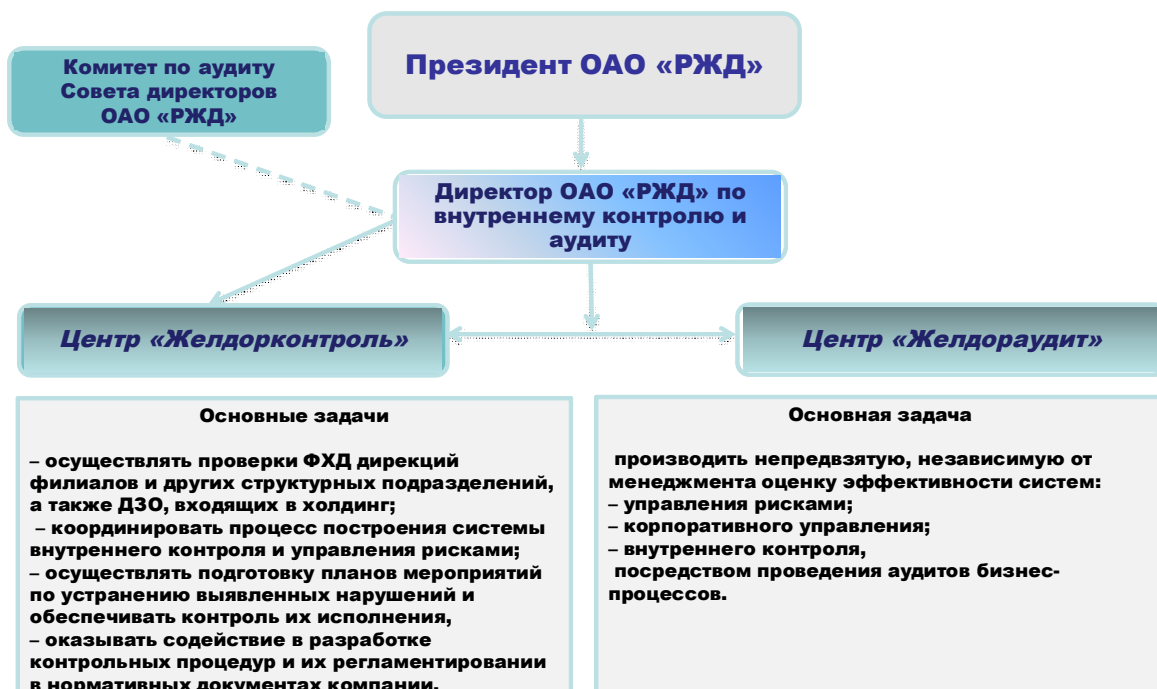 Президент ОАО «РЖД»
Комитет по аудиту
Совета директоров
ОАО «РЖД»
Директор ОАО «РЖД» по
внутреннему контролю и
аудиту
Центр «Желдорконтроль»
Центр «Желдораудит»
Основные задачи
– осуществлять проверки ФХД дирекций
филиалов и других структурных подразделений,
а также ДЗО, входящих в холдинг;
– координировать процесс построения системы
внутреннего контроля и управления рисками;
– осуществлять подготовку планов мероприятий
по устранению выявленных нарушений и
обеспечивать контроль их исполнения,
– оказывать содействие в разработке
контрольных процедур и их регламентировании
в нормативных документах компании.
Основная задача
производить непредвзятую, независимую от
менеджмента оценку эффективности систем:
– управления рисками;
– корпоративного управления;
– внутреннего контроля,
посредством проведения аудитов бизнес-
процессов.